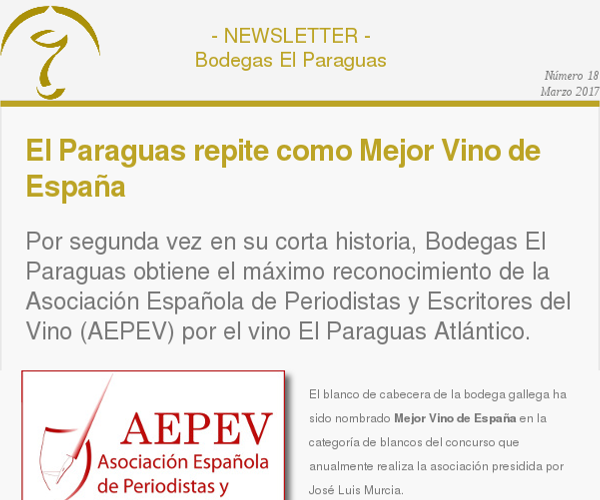 - NEWSLETTER -
Bodegas El Paraguas
Número 18
Marzo 2017
El Paraguas repite como Mejor Vino de
España
Por segunda vez en su corta historia, Bodegas El
Paraguas obtiene el máximo reconocimiento de la
Asociación Española de Periodistas y Escritores del
Vino (AEPEV) por el vino El Paraguas Atlántico.
AEPEV
Asociación Española
de Periodistas y
El blanco de cabecera de la bodega gallega ha
sido nombrado Mejor Vino de España en la
categoría de blancos del concurso que
anualmente realiza la asociación presidida por
José Luis Murcia.